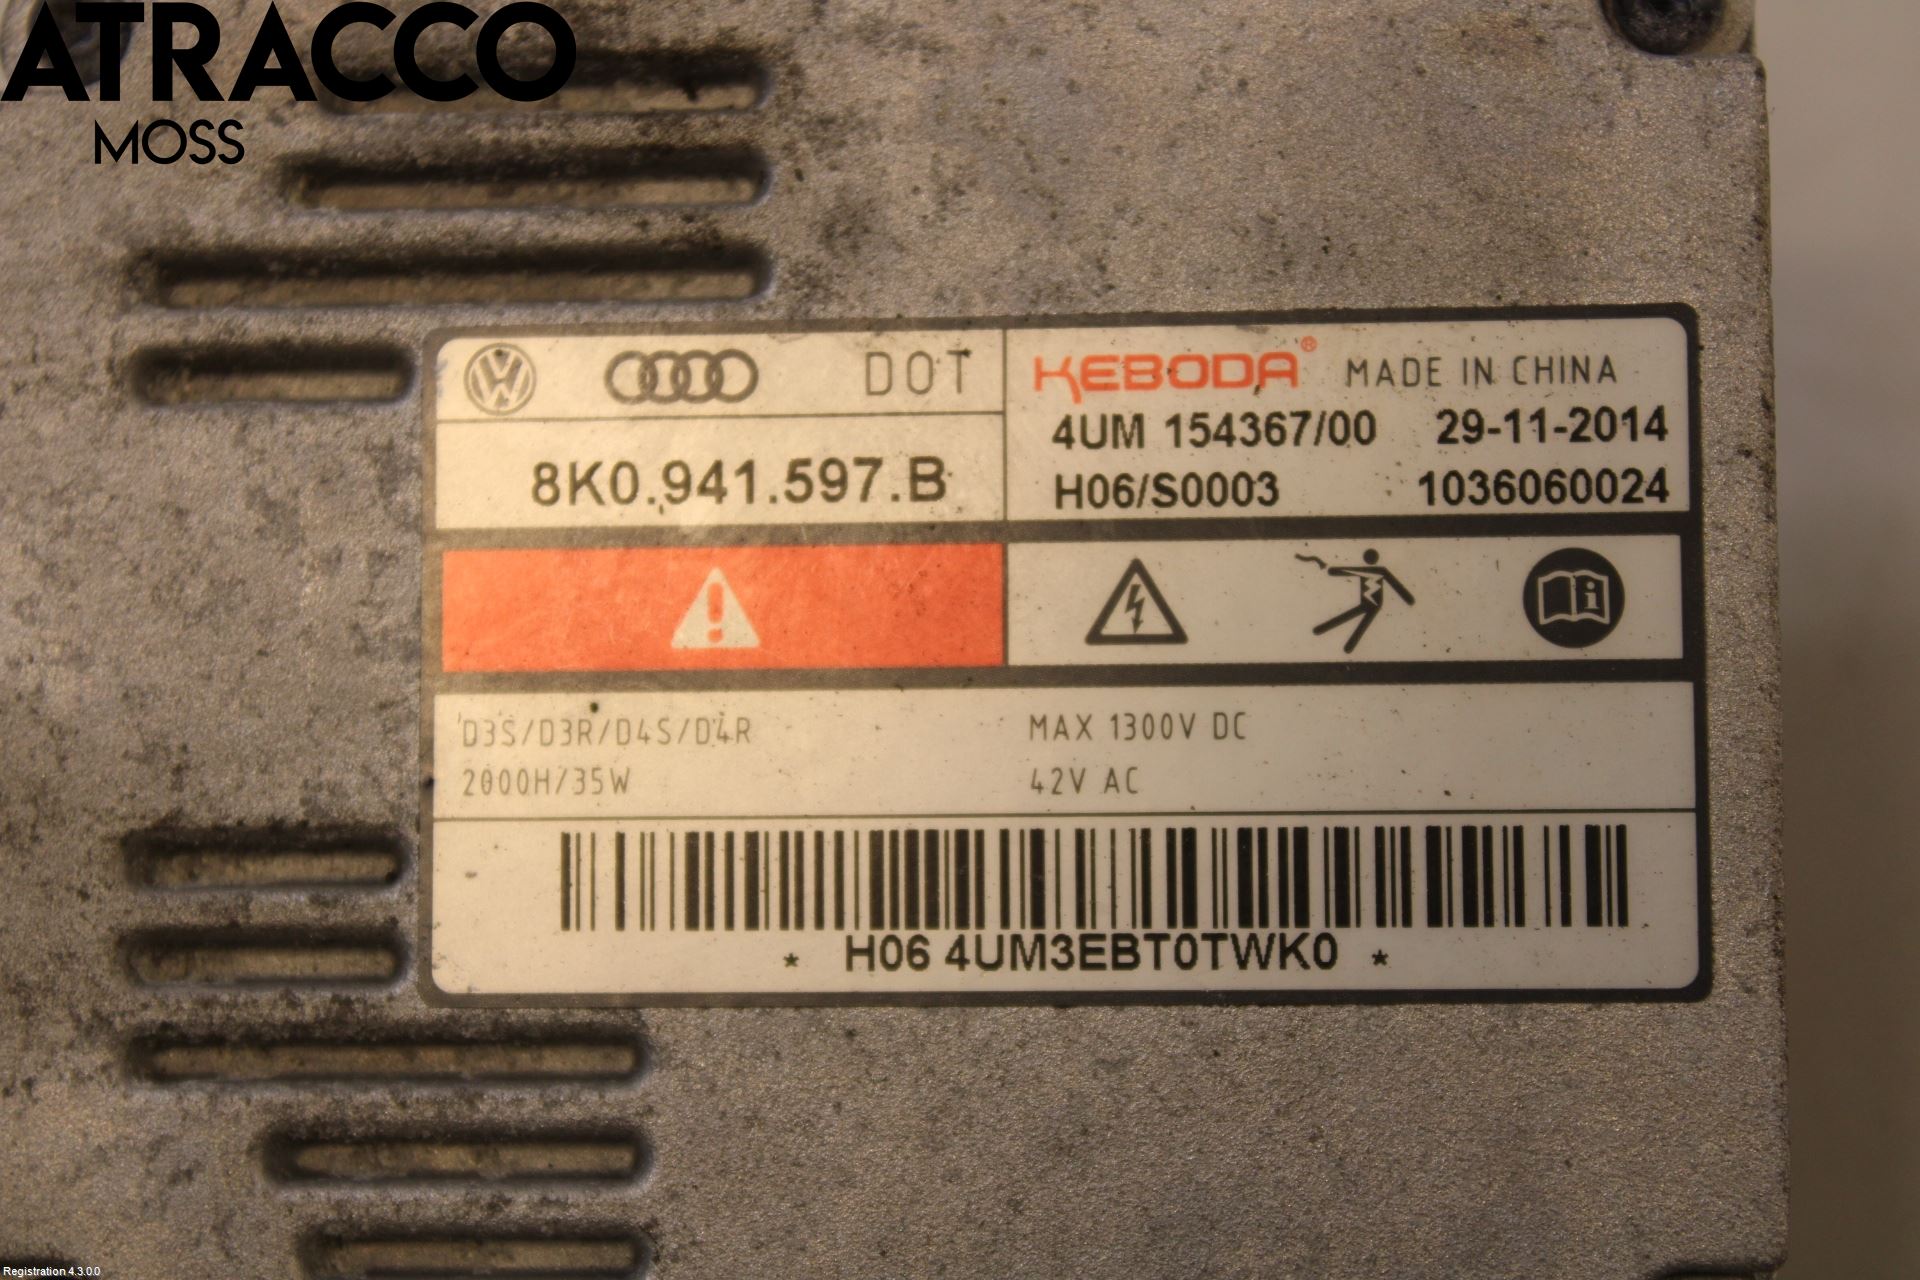 ATRACCO
MOSS
DOT
KEBODA® MADE IN CHINA
4UM 154367/00 29-11-2014
8K0.941.597.B
H06/S0003 1036060024
D3S/D3R/D4S/D4R MAX 1300V DC
2000H/35W 42V AC
* H06 4UM3EBT0TWK0 *
Registration 4.3.0.0